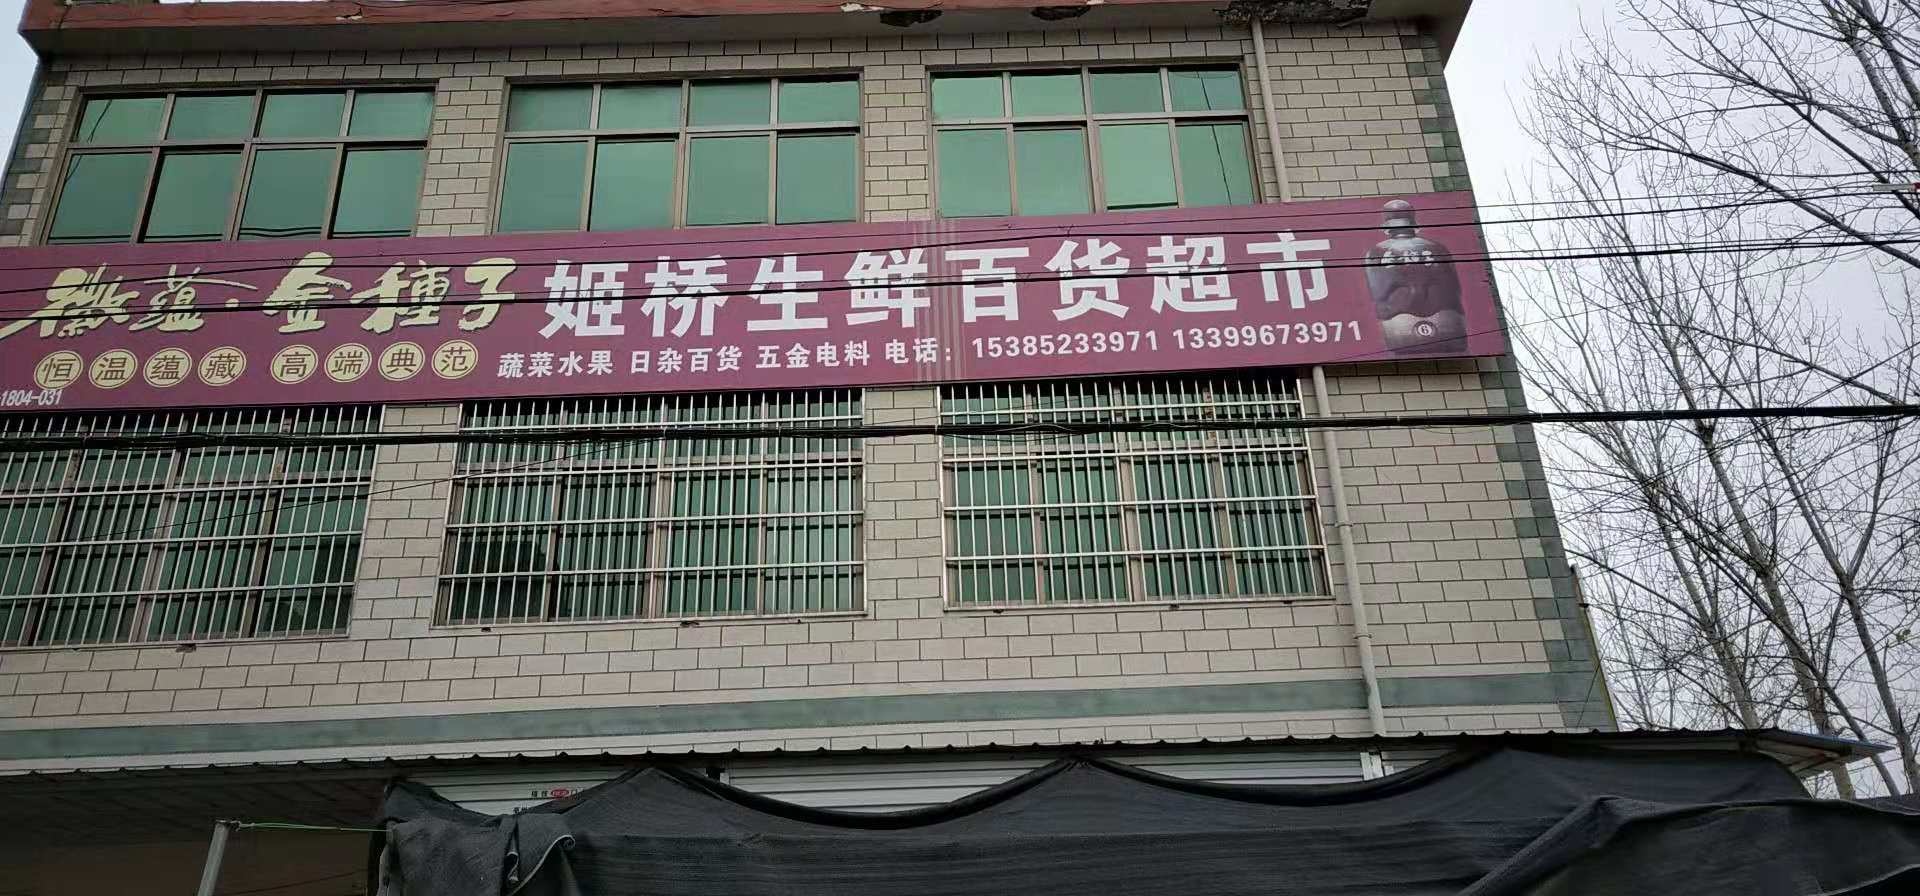 徽蕴·金種子
姬桥生鲜百货超市
恒温蕴藏 高端典范
蔬菜水果 日杂百货 五金电料 电话：15385233971 13399673971
1804-031